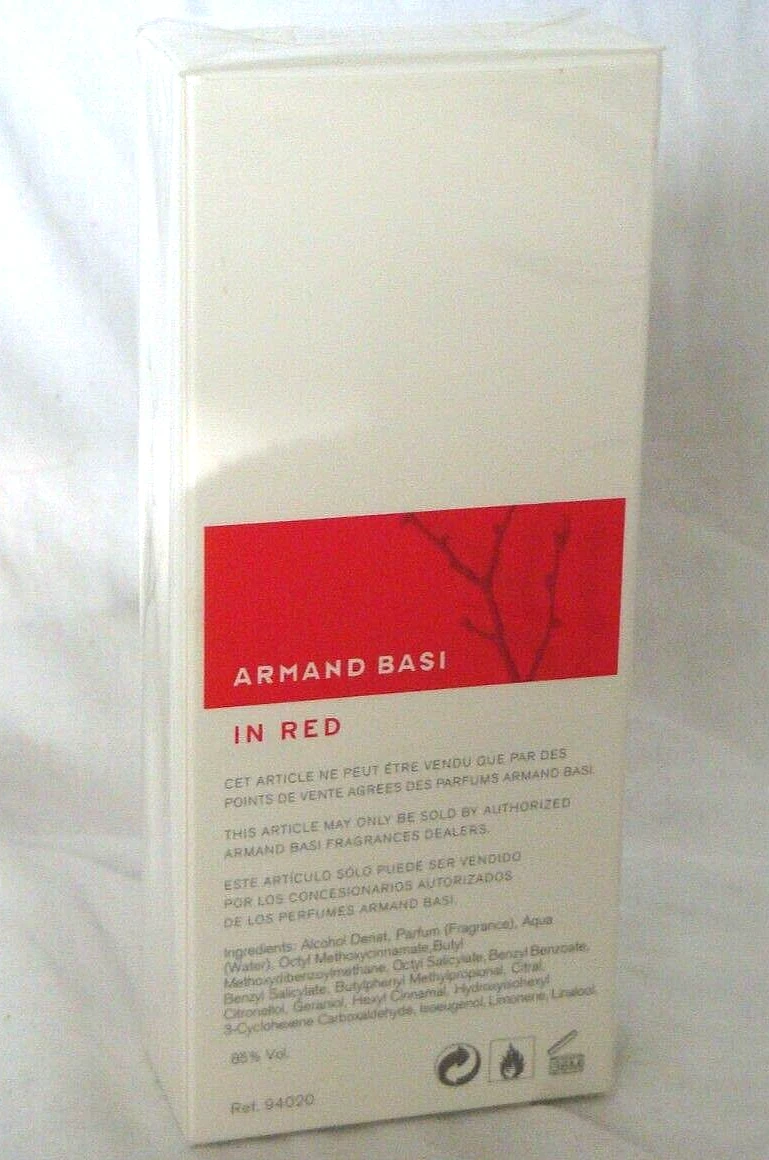 ARMAND BASI
IN RED
CET ARTICLE NE PEUT ÉTRE VENDU QUE PAR DES
POINTS DE VENTE AGREES DES PARFUMS ARMAND BASI.
THIS ARTICLE MAY ONLY BE SOLD BY AUTHORIZED
ARMAND BASI FRAGRANCES DEALERS.
ESTE ARTÍCULO SÓLO PUEDE SER VENDIDO
POR LOS CONCESIONARIOS AUTORIZADOS
DE LOS PERFUMES ARMAND BASI.
Ingredients: Alcohol Denat, Parfum (Fragrance), Aqua
(Water), Octyl Methoxycinnamate,Butyl
Methoxydibenzoylmethane, Octyl Salicylate, Benzyl Benzoate,
Benzyl Salicylate, Butylphenyl Methylpropional, Citral,
Citronellol, Geraniol, Hexyl Cinnamal, Hydroxyisohexyl
3-Cyclohexene Carboxaldehyde, Isoeugenol, Limonene, Linalool.
85% Vol.
36M
Ref. 94020